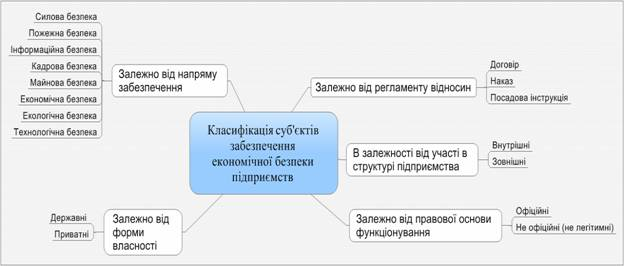 Силова безпека
Пожежна безпека
Інформаційна безпека
Кадрова безпека
Майнова безпека
Економічна безпека
Екологічна безпека
Технологічна безпека
Залежно від напряму
забезпечення
Державні
Приватні
Залежно від
форми
власності
Класифікація суб'єктів
забезпечення
економічної безпеки
підприємств
Залежно від регламенту відносин
Договір
Наказ
Посадова інструкція
В залежності від участі в
структурі підприємства
Внутрішні
Зовнішні
Залежно від правової основи
функціонування
Офіційні
Не офіційні (не легітимні)